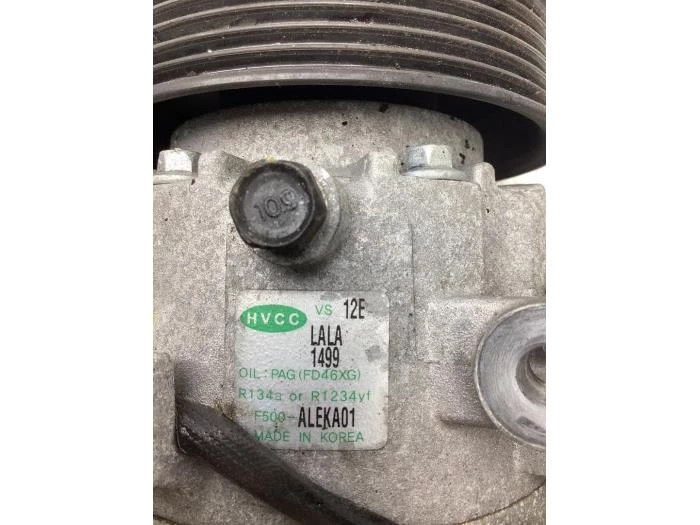 10.9
HVCC VS 12E
LALA
1499
OIL: PAG(FD46XG)
R134a or R1234yf
F500-ALEKA01
MADE IN KOREA